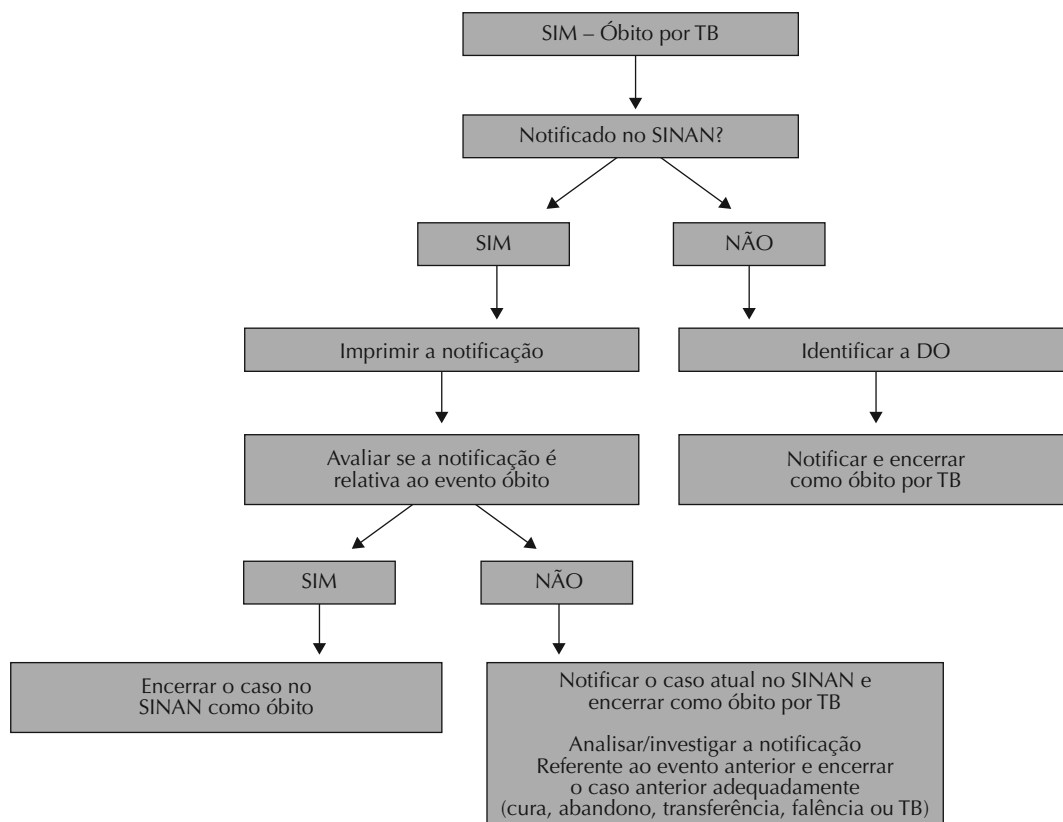 SIM – Óbito por TB
Notificado no SINAN?
SIM
NÃO
Imprimir a notificação
Identificar a DO
Avaliar se a notificação é
relativa ao evento óbito
Notificar e encerrar
como óbito por TB
SIM
NÃO
Encerrar o caso no
SINAN como óbito
Notificar o caso atual no SINAN e
encerrar como óbito por TB
Analisar/investigar a notificação
Referente ao evento anterior e encerrar
o caso anterior adequadamente
(cura, abandono, transferência, falência ou TB)